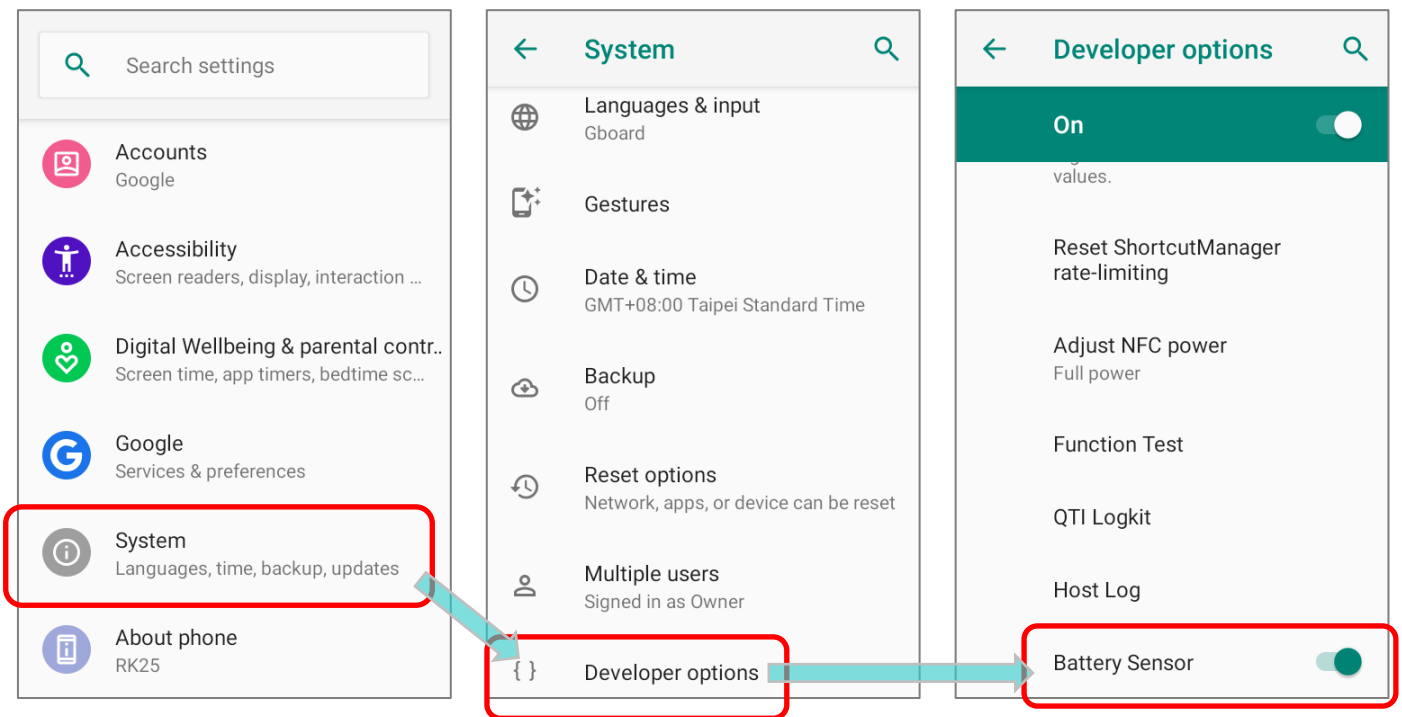 Search settings
Accounts
Google
Accessibility
Screen readers, display, interaction ...
Digital Wellbeing & parental contr..
Screen time, app timers, bedtime sc...
Google
Services & preferences
System
Languages, time, backup, updates
About phone
RK25
System
Languages & input
Gboard
Gestures
Date & time
GMT+08:00 Taipei Standard Time
Backup
Off
Reset options
Network, apps, or device can be reset
Multiple users
Signed in as Owner
{ } Developer options
Developer options
On
values.
Reset ShortcutManager
rate-limiting
Adjust NFC power
Full power
Function Test
QTI Logkit
Host Log
Battery Sensor